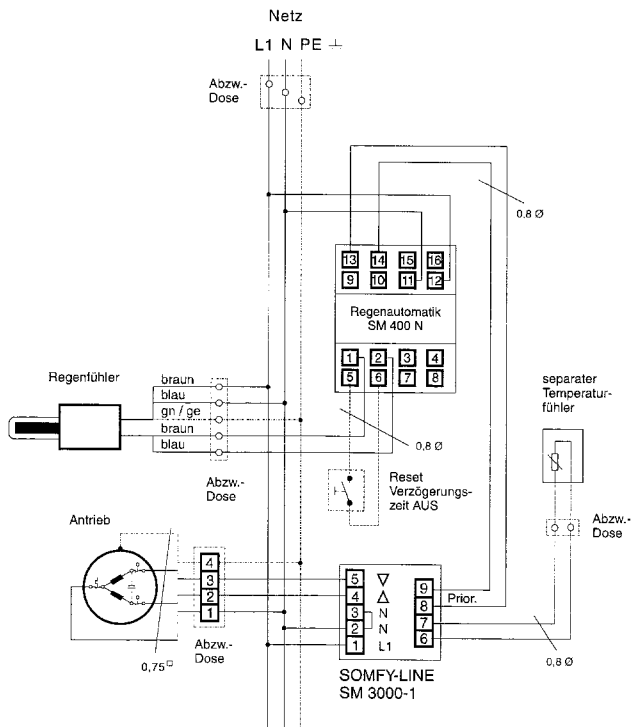 Netz
L1 N PE
Abzw.-
Dose
0,8 Ø
13 14 15 16
9 10 11 12
Regenautomatik
SM 400 N
1 2 3 4
5 6 7 8
Regenfühler
braun
blau
gn / ge
braun
blau
Abzw.-
Dose
0,8 Ø
Reset
Verzögerungs-
zeit AUS
separater
Temperatur-
fühler
Abzw.-
Dose
Antrieb
4
3
2
1
Abzw.-
Dose
0,75
5
4
3 N
2 N
1 L1
9
8 Prior.
7
6
0,8 Ø
SOMFY-LINE
SM 3000-1